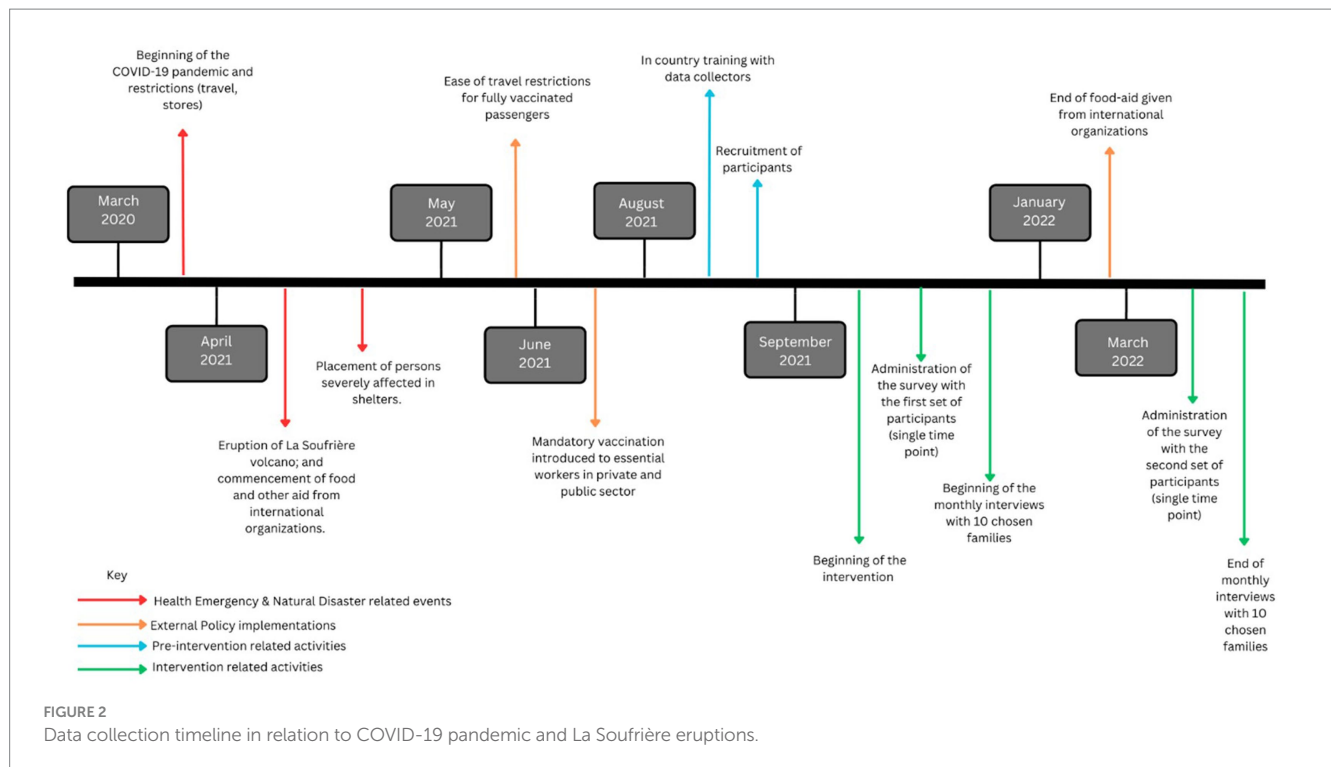 Beginning of the
COVID-19 pandemic and
restrictions (travel,
stores)
Ease of travel restrictions
for fully vaccinated
passengers
In country training with
data collectors
Recruitment of
participants
End of food-aid given
from international
organizations
March
2020
May
2021
August
2021
January
2022
April
2021
June
2021
September
2021
March
2022
Placement of persons
severely affected in
shelters.
Eruption of La Soufrière
volcano; and
commencement of food
and other aid from
international
organizations.
Mandatory vaccination
introduced to essential
workers in private and
public sector
Beginning of the
intervention
Administration of
the survey with
the first set of
participants
(single time
point)
Beginning of the
monthly interviews
with 10 chosen
families
Administration
of the survey
with the
second set of
participants
(single time
point)
End of
monthly
interviews
with 10
chosen
families
Key
Health Emergency & Natural Disaster related events
External Policy implementations
Pre-intervention related activities
Intervention related activities
FIGURE 2
Data collection timeline in relation to COVID-19 pandemic and La Soufrière eruptions.